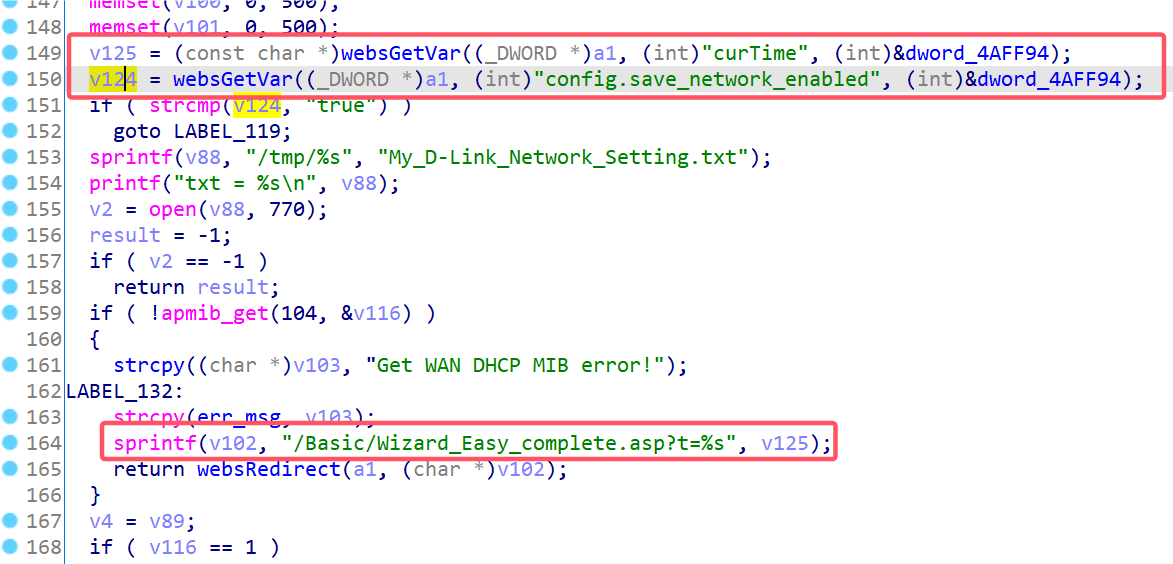 147 memset(v100, 0, 500);
148 memset(v101, 0, 500);
149 v125 = (const char *)websGetVar((_DWORD *)a1, (int)"curTime", (int)&dword_4AFF94);
150 v124 = websGetVar((_DWORD *)a1, (int)"config.save_network_enabled", (int)&dword_4AFF94);
151 if ( strcmp(v124, "true") )
152 goto LABEL_119;
153 sprintf(v88, "/tmp/%s", "My_D-Link_Network_Setting.txt");
154 printf("txt = %s\n", v88);
155 v2 = open(v88, 770);
156 result = -1;
157 if ( v2 == -1 )
158 return result;
159 if ( !apmib_get(104, &v116) )
160 {
161 strcpy((char *)v103, "Get WAN DHCP MIB error!");
162 LABEL_132:
163 strcpy(err_msg, v103);
164 sprintf(v102, "/Basic/Wizard_Easy_complete.asp?t=%s", v125);
165 return websRedirect(a1, (char *)v102);
166 }
167 v4 = v89;
168 if ( v116 == 1 )